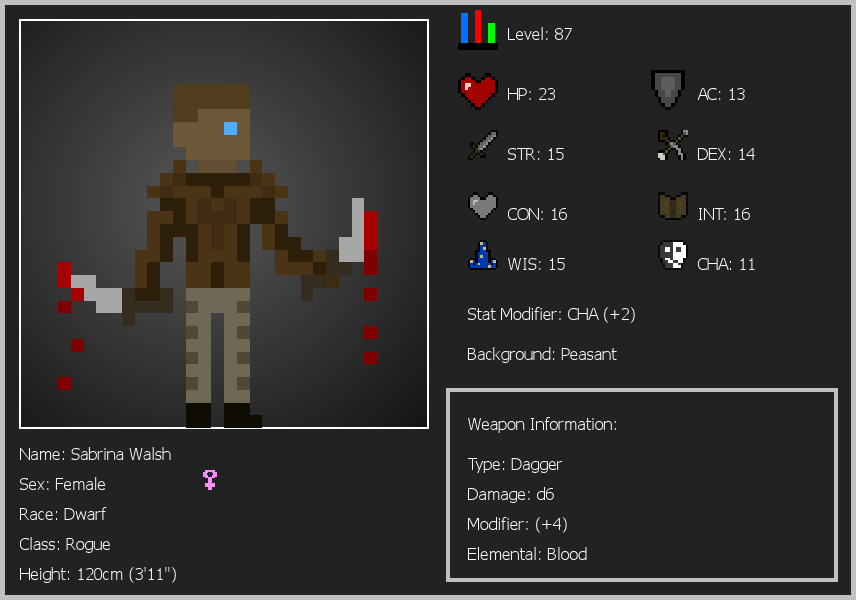 Level: 87
HP: 23
AC: 13
STR: 15
DEX: 14
CON: 16
INT: 16
WIS: 15
CHA: 11
Stat Modifier: CHA (+2)
Background: Peasant
Name: Sabrina Walsh
Sex: Female
Race: Dwarf
Class: Rogue
Height: 120cm (3'11")
Weapon Information:
Type: Dagger
Damage: d6
Modifier: (+4)
Elemental: Blood